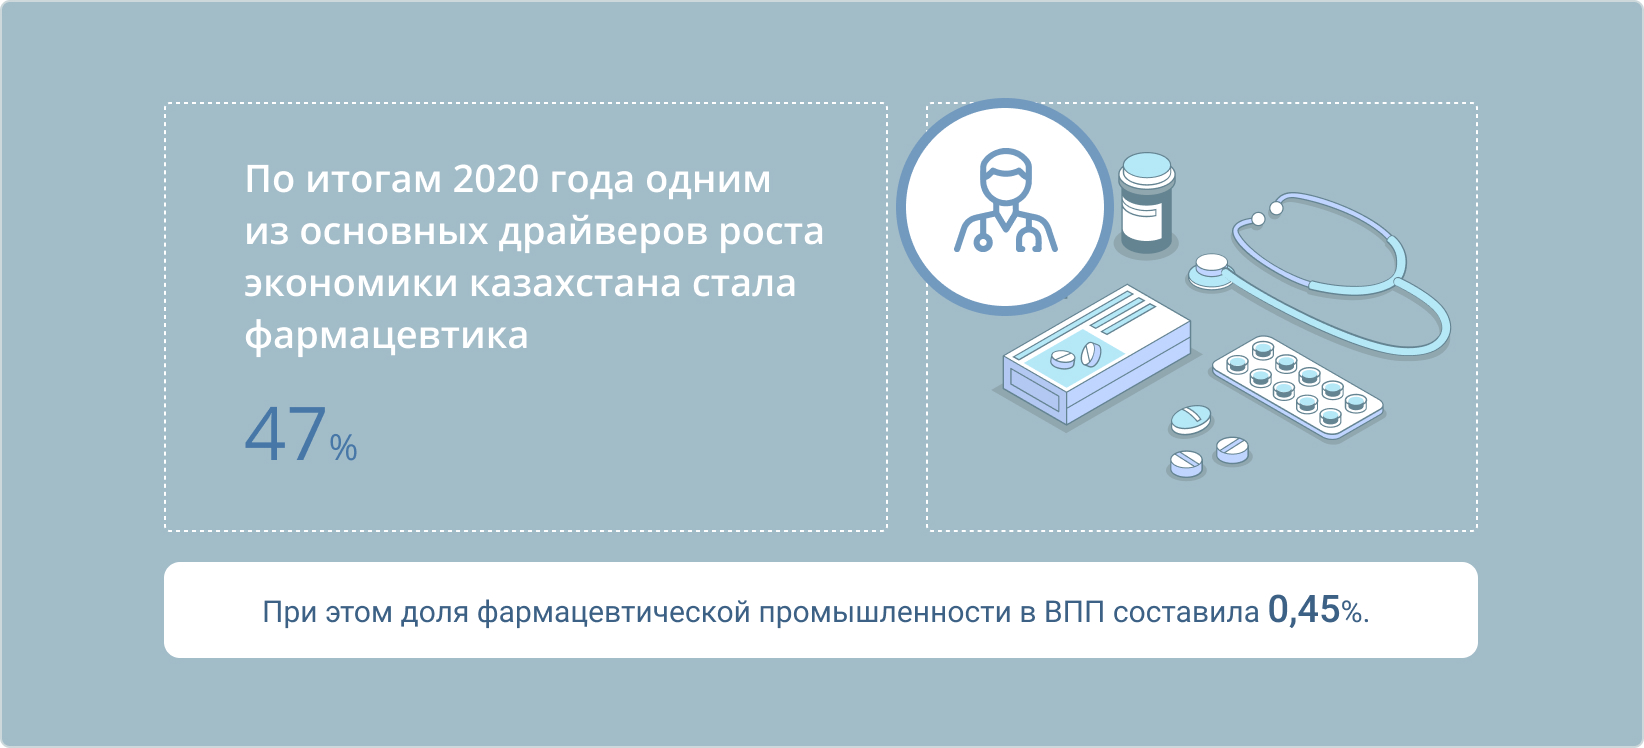 По итогам 2020 года одним
из основных драйверов роста
экономики казахстана стала
фармацевтика
47%
При этом доля фармацевтической промышленности в ВПП составила 0,45%.